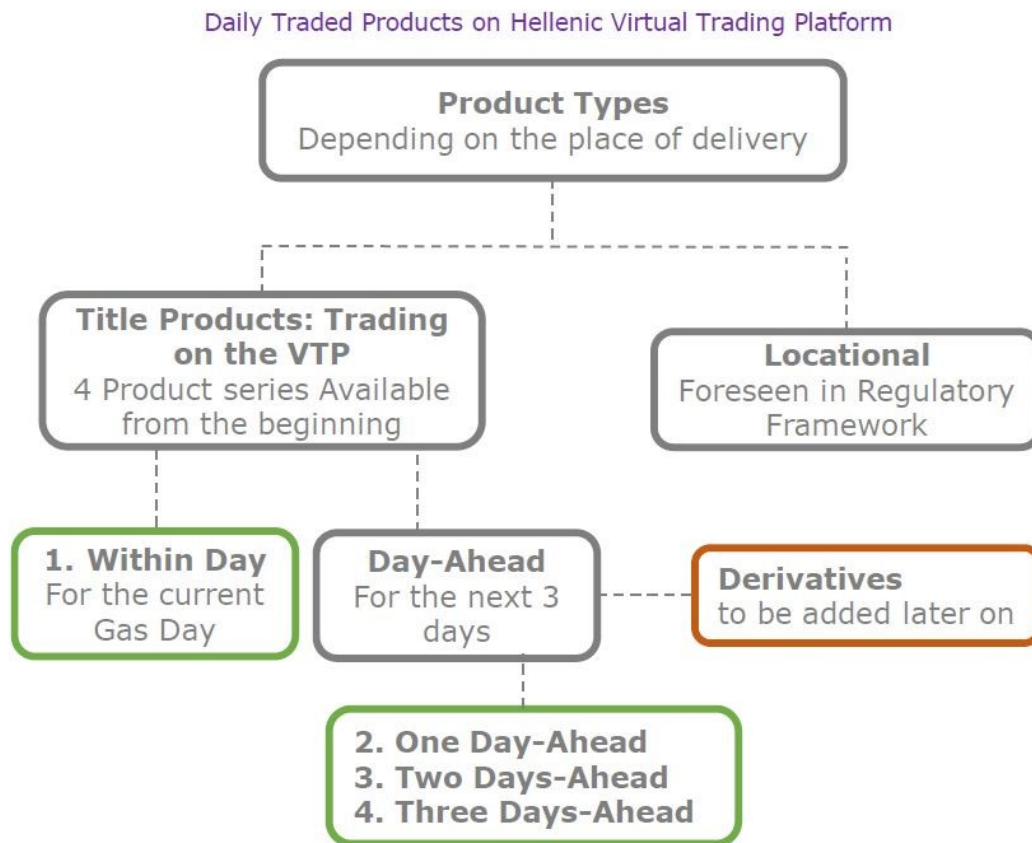 Daily Traded Products on Hellenic Virtual Trading Platform
Product Types
Depending on the place of delivery
Title Products: Trading
on the VTP
4 Product series Available
from the beginning
Locational
Foreseen in Regulatory
Framework
1. Within Day
For the current
Gas Day
Day-Ahead
For the next 3
days
Derivatives
to be added later on
2. One Day-Ahead
3. Two Days-Ahead
4. Three Days-Ahead